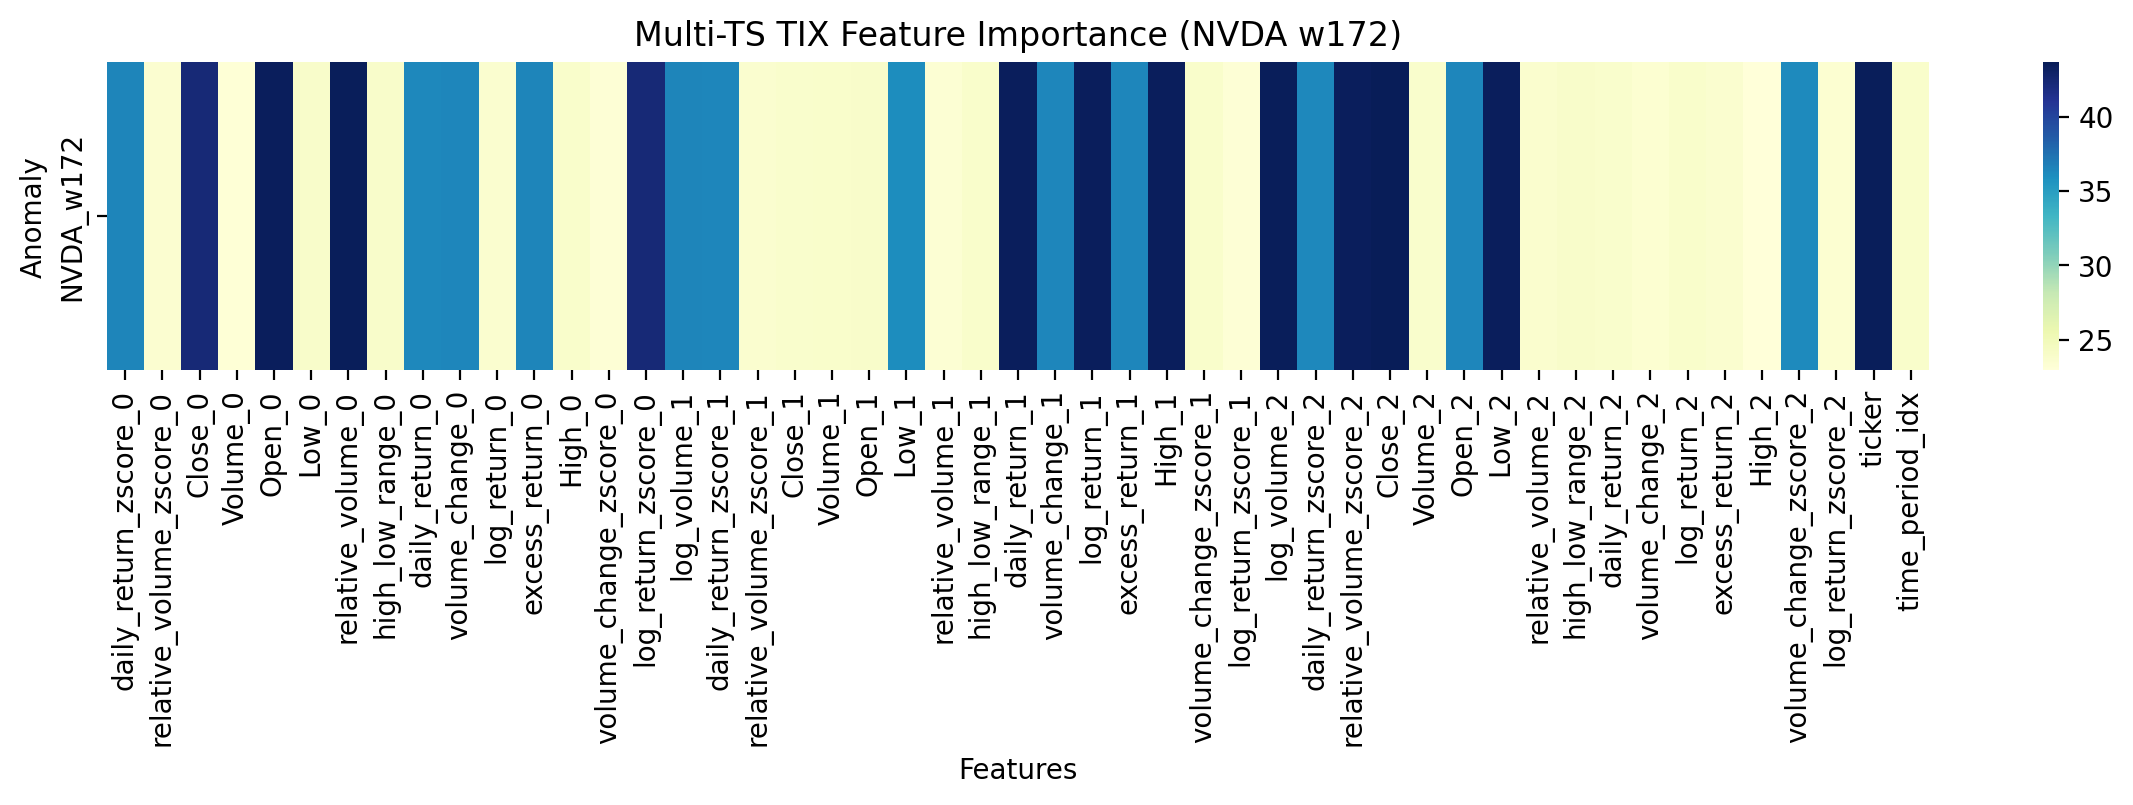 Multi-TS TIX Feature Importance (NVDA w172)
Anomaly
NVDA_w172
40
35
30
25
daily_return_zscore_0
relative_volume_zscore_0
Close_0
Volume_0
Open_0
Low_0
relative_volume_0
high_low_range_0
daily_return_0
volume_change_0
log_return_0
excess_return_0
High_0
volume_change_zscore_0
log_return_zscore_0
log_volume_1
daily_return_zscore_1
relative_volume_zscore_1
Close_1
Volume_1
Open_1
Low_1
relative_volume_1
high_low_range_1
daily_return_1
volume_change_1
log_return_1
excess_return_1
High_1
volume_change_zscore_1
log_return_zscore_1
log_volume_2
daily_return_zscore_2
relative_volume_zscore_2
Close_2
Volume_2
Open_2
Low_2
relative_volume_2
high_low_range_2
daily_return_2
volume_change_2
log_return_2
excess_return_2
High_2
volume_change_zscore_2
log_return_zscore_2
ticker
time_period_idx
Features